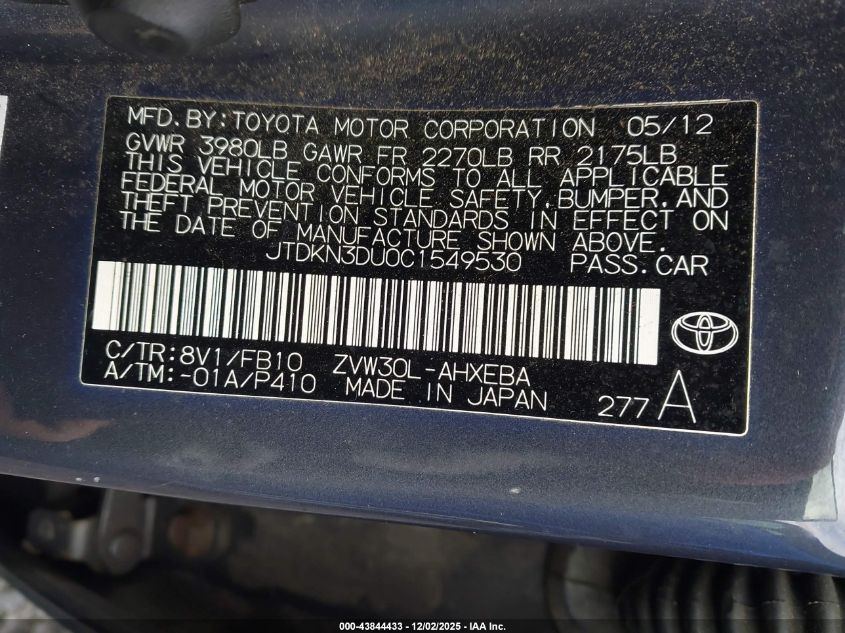 MFD. BY: TOYOTA MOTOR CORPORATION 05/12
GVWR 3980LB GAWR FR 2270LB RR 2175LB
THIS VEHICLE CONFORMS TO ALL APPLICABLE
FEDERAL MOTOR VEHICLE SAFETY, BUMPER, AND
THEFT PREVENTION STANDARDS IN EFFECT ON
THE DATE OF MANUFACTURE SHOWN ABOVE.
JTDKN3DU0C1549530 PASS. CAR
C/TR: 8V1/FB10 ZVW30L-AHXEBA
A/TM: -01A/P410 MADE IN JAPAN 277 A
000-43844433 - 12/02/2025 - IAA Inc.